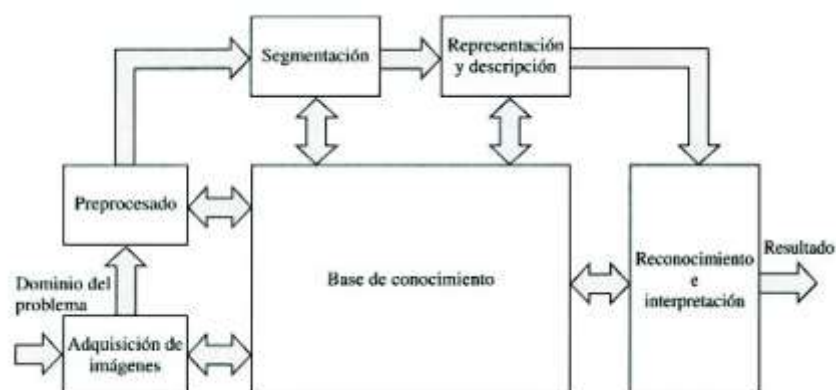 Segmentación
Representación
y descripción
Preprocesado
Dominio del
problema
Adquisición de
imágenes
Base de conocimiento
Reconocimiento
e
interpretación
Resultado